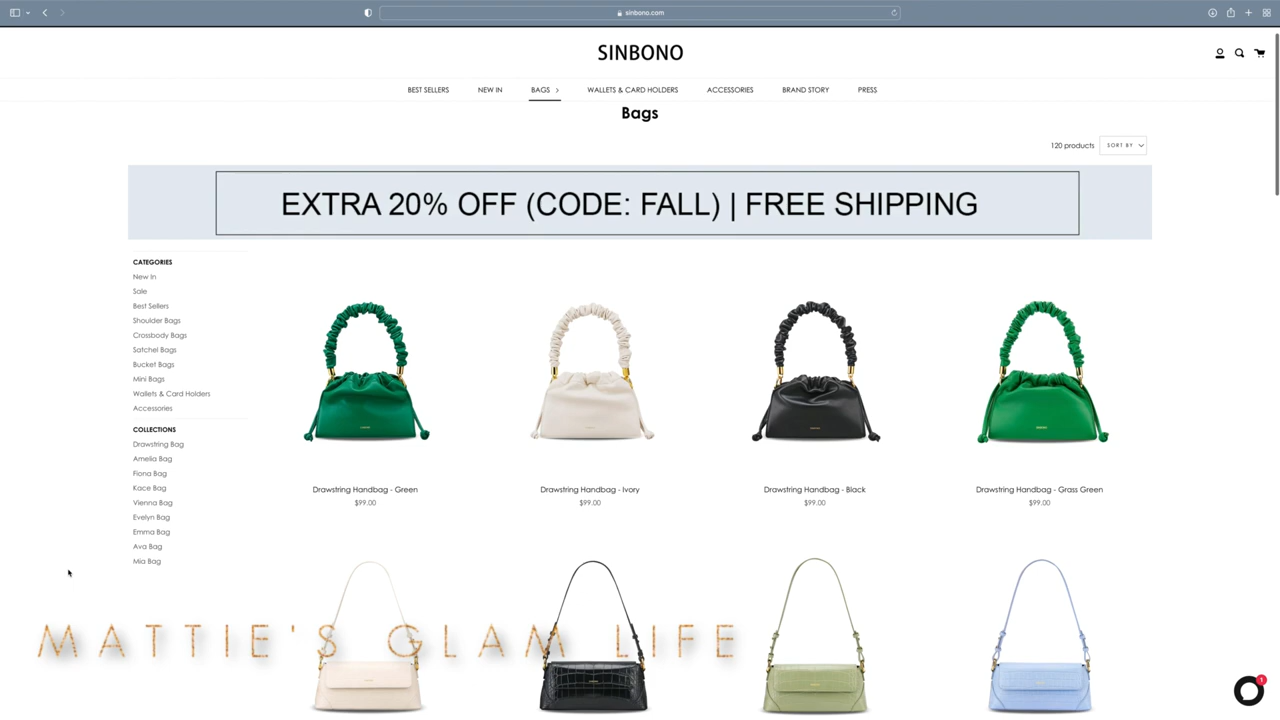 sinbono.com
SINBONO
BEST SELLERS NEW IN BAGS WALLETS & CARD HOLDERS ACCESSORIES BRAND STORY PRESS
Bags
120 products SORT BY
EXTRA 20% OFF (CODE: FALL) | FREE SHIPPING
CATEGORIES
New In
Sale
Best Sellers
Shoulder Bags
Crossbody Bags
Satchel Bags
Bucket Bags
Mini Bags
Wallets & Card Holders
Accessories
COLLECTIONS
Drawstring Bag
Amelia Bag
Fiona Bag
Kace Bag
Vienna Bag
Evelyn Bag
Emma Bag
Ava Bag
Mia Bag
Drawstring Handbag - Green
$99.00
Drawstring Handbag - Ivory
$99.00
Drawstring Handbag - Black
$99.00
Drawstring Handbag - Grass Green
$99.00
MATTIE'S GLAM LIFE
1